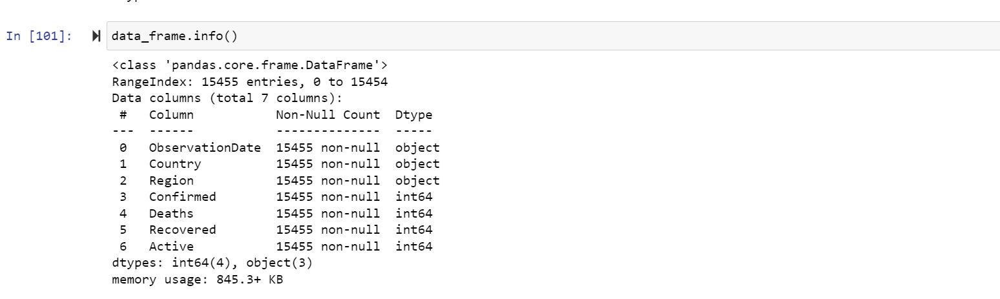 In [101]: data_frame.info()
<class 'pandas.core.frame.DataFrame'>
RangeIndex: 15455 entries, 0 to 15454
Data columns (total 7 columns):
 #   Column           Non-Null Count  Dtype
---  ------           --------------  -----
 0   ObservationDate  15455 non-null  object
 1   Country          15455 non-null  object
 2   Region           15455 non-null  object
 3   Confirmed        15455 non-null  int64
 4   Deaths           15455 non-null  int64
 5   Recovered        15455 non-null  int64
 6   Active           15455 non-null  int64
dtypes: int64(4), object(3)
memory usage: 845.3+ KB